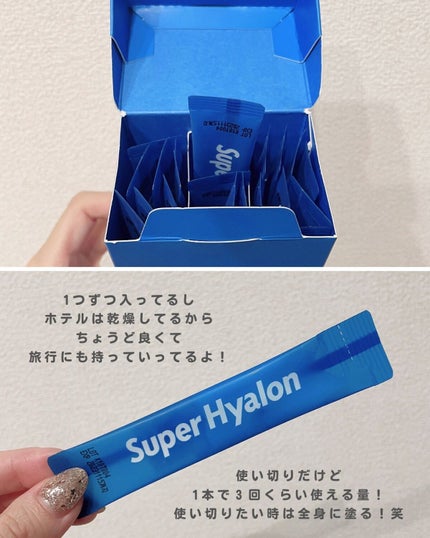 Supe
1つずつ入ってるし
ホテルは乾燥してるから
ちょうど良くて
旅行にも持っていってるよ！
Super Hyalon
使い切りだけど
1本で3回くらい使える量！
使い切りたい時は全身に塗る！笑